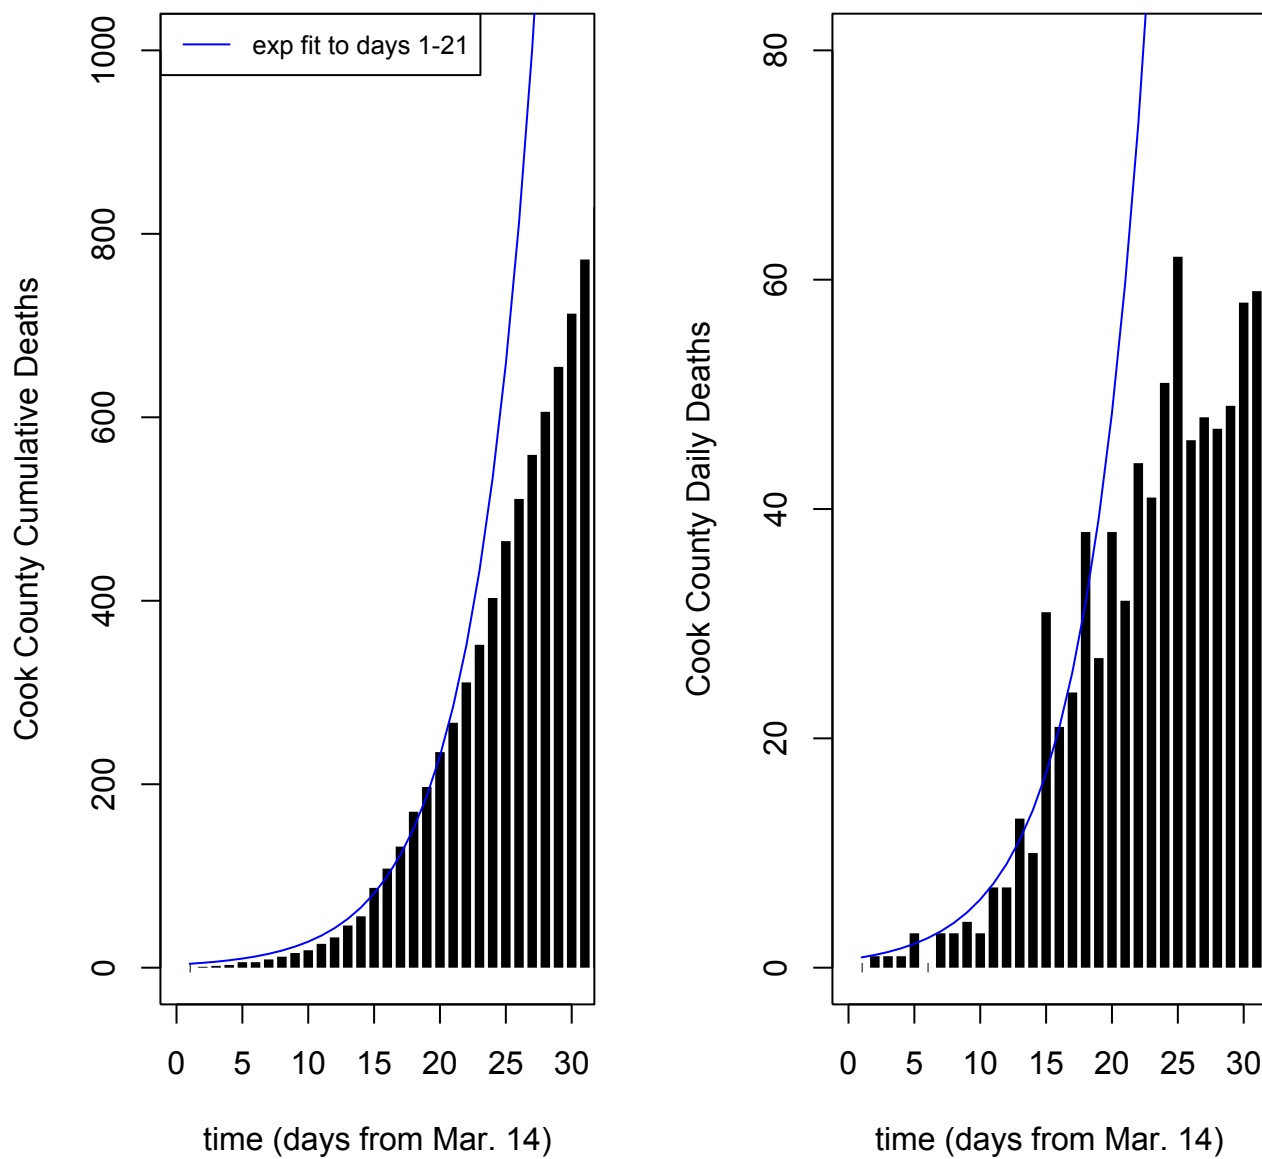 Cook County Cumulative Deaths
1000
800
600
400
200
0
exp fit to days 1-21
0 5 10 15 20 25 30
time (days from Mar. 14)
Cook County Daily Deaths
80
60
40
20
0
0 5 10 15 20 25 30
time (days from Mar. 14)